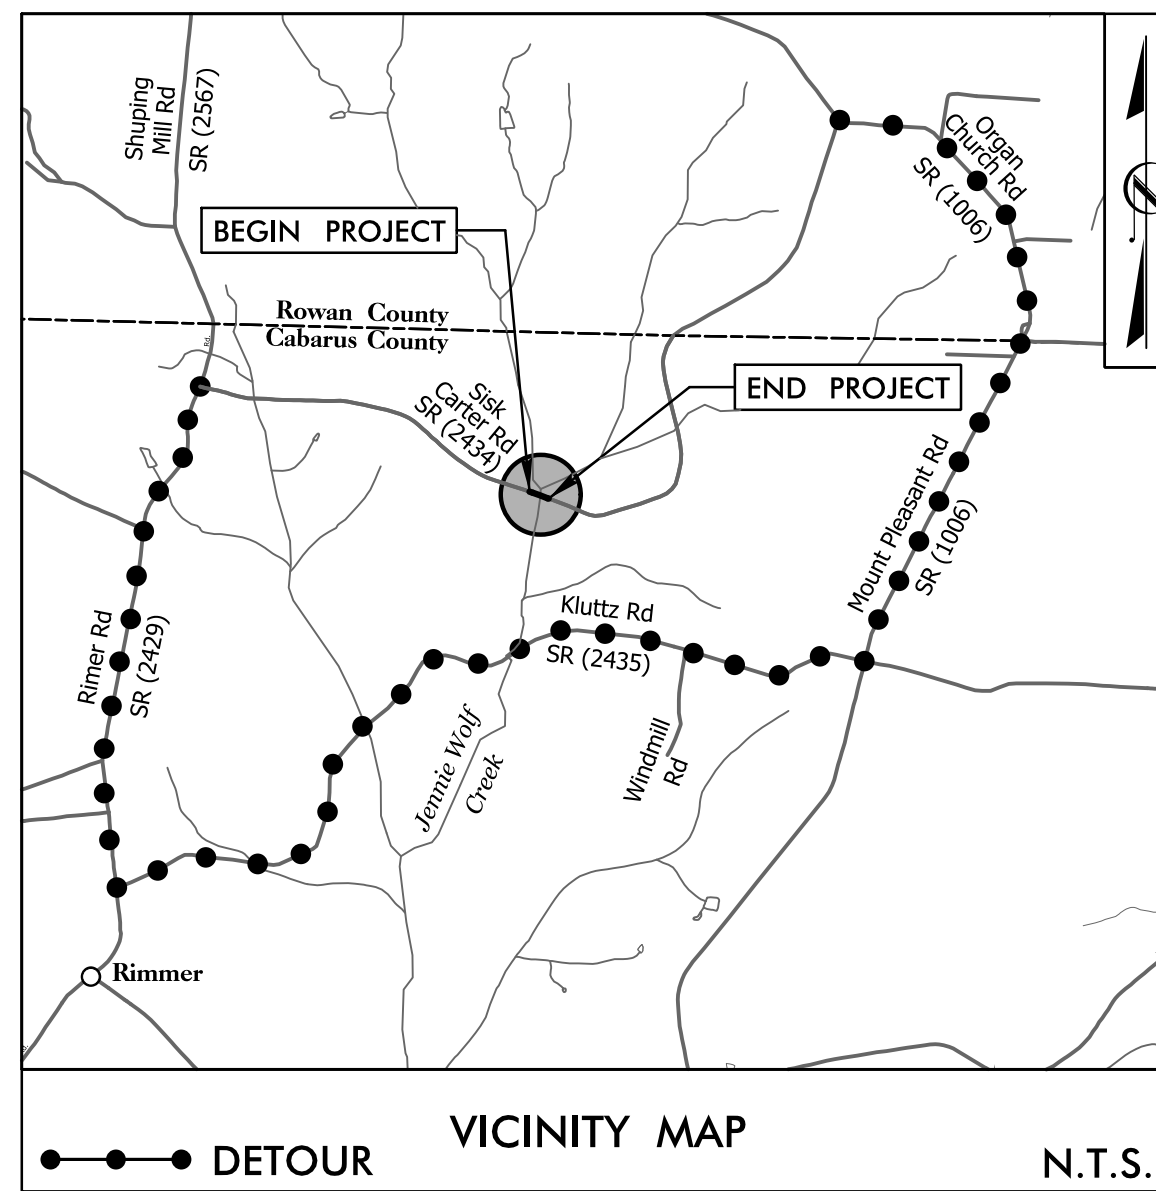 Shuping
Mill Rd
SR (2567)
Organ
Church Rd
SR (1006)
BEGIN PROJECT
Rowan County
Cabarus County
Rd.
END PROJECT
Sisk
Carter Rd
SR (2434)
Mount Pleasant Rd
SR (1006)
Rimer Rd
SR (2429)
Kluttz Rd
SR (2435)
Jennie Wolf
Creek
Windmill
Rd
Rimmer
VICINITY MAP
DETOUR
N.T.S.